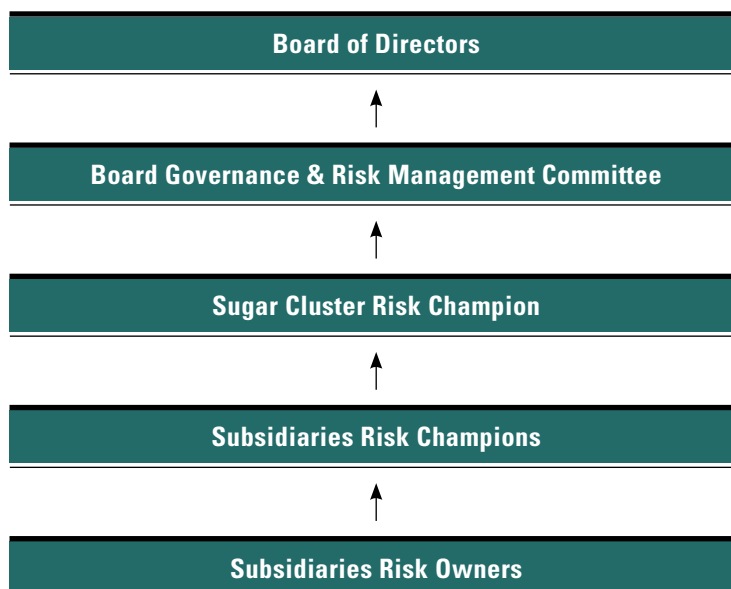 Board of Directors
Board Governance & Risk Management Committee
Sugar Cluster Risk Champion
Subsidiaries Risk Champions
Subsidiaries Risk Owners